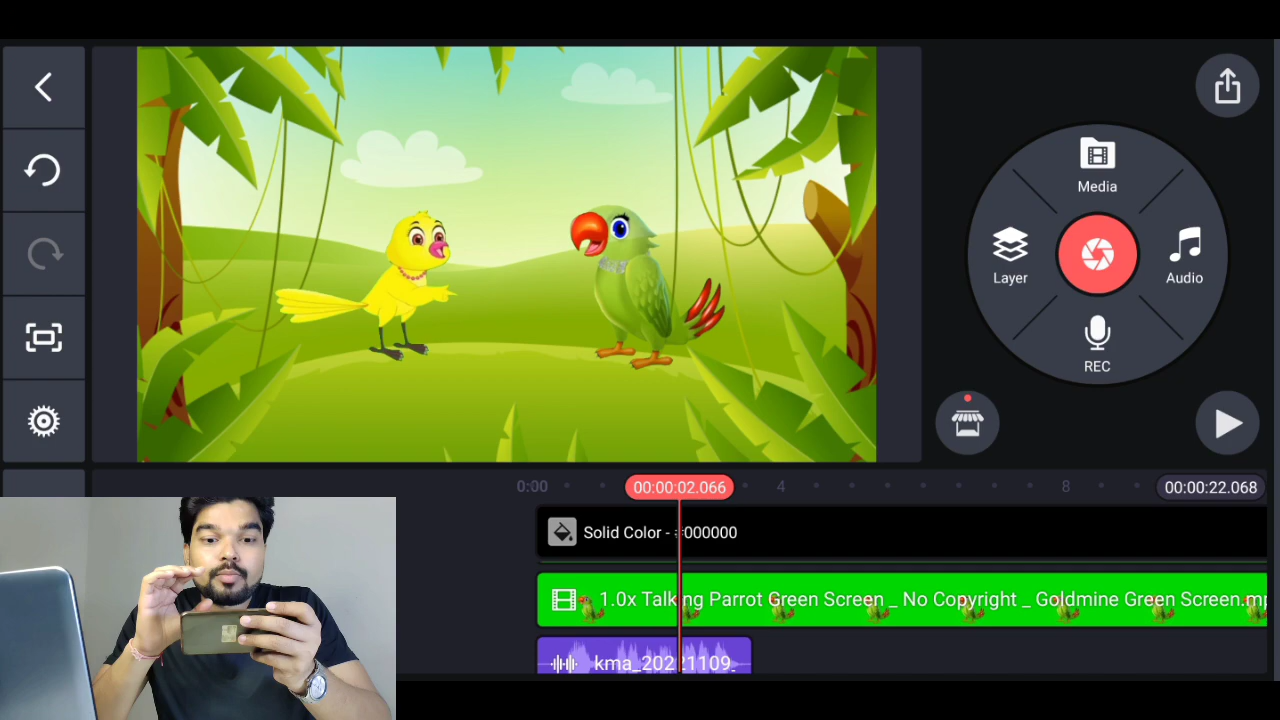 Media
Layer
Audio
REC
0:00
00:00:02.066
4
8
00:00:22.068
Solid Color - #000000
1.0x Talking Parrot Green Screen _ No Copyright _ Goldmine Green Screen.mp
kma_20221109_